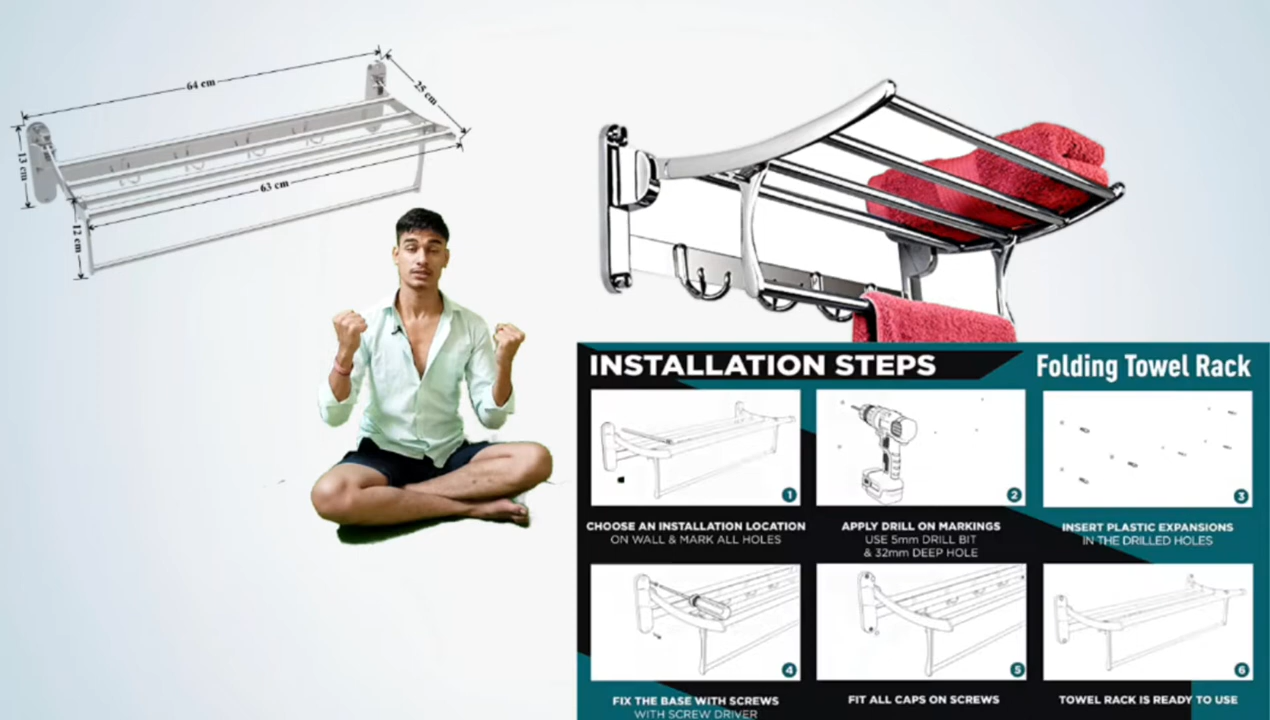 64 cm
25 cm
13 cm
63 cm
12 cm
INSTALLATION STEPS
Folding Towel Rack
1
2
3
CHOOSE AN INSTALLATION LOCATION
ON WALL & MARK ALL HOLES
APPLY DRILL ON MARKINGS
USE 5mm DRILL BIT
& 32mm DEEP HOLE
INSERT PLASTIC EXPANSIONS
IN THE DRILLED HOLES
4
5
6
FIX THE BASE WITH SCREWS
WITH SCREW DRIVER
FIT ALL CAPS ON SCREWS
TOWEL RACK IS READY TO USE